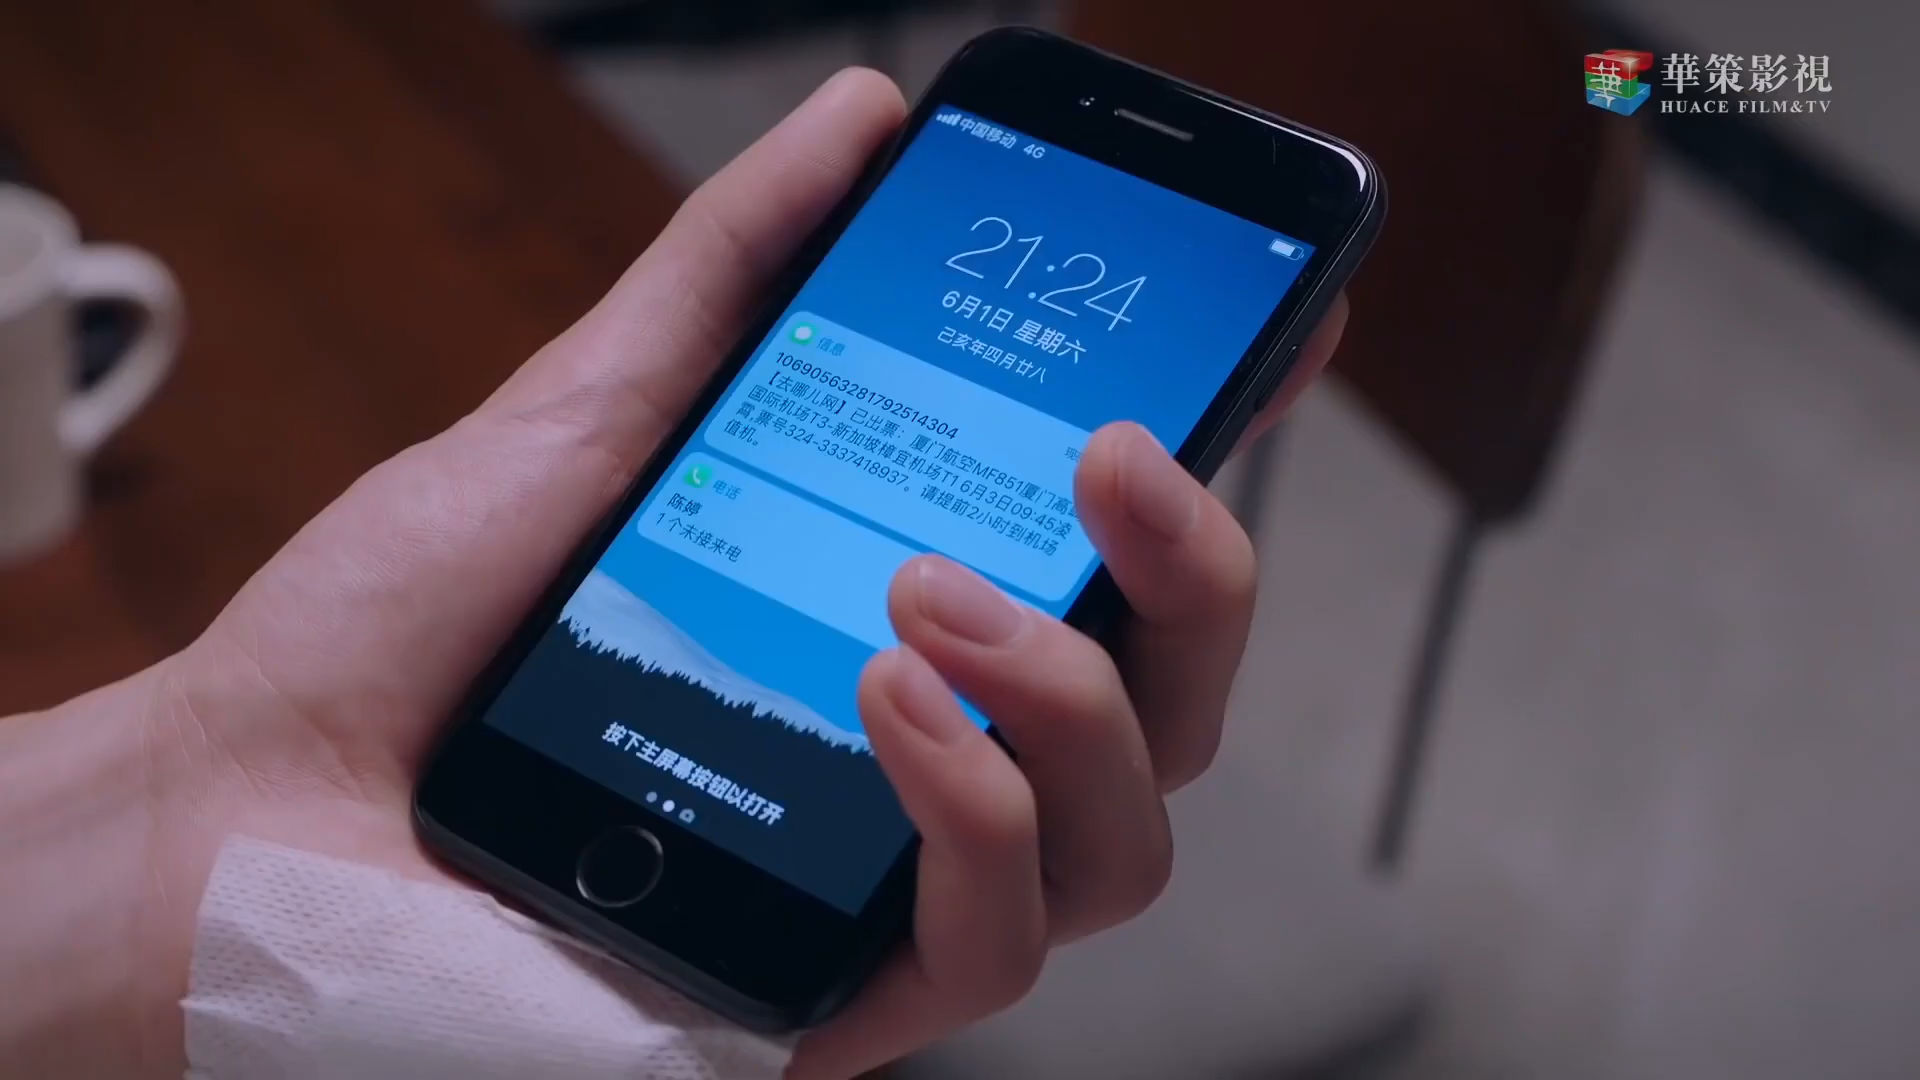 華策影視
HUACE FILM&TV
中国移动 4G
21:24
6月1日 星期六
己亥年四月廿八
信息
1069056328179251430​4
【去哪儿网】已出票：厦门航空MF851厦门高
国际机场T3-新加坡樟宜机场T1 6月3日09:45凌
霄,票号324-3337418937。请提前2小时到机场
值机。
电话
陈婷
1 个未接来电
按下主屏幕按钮以打开